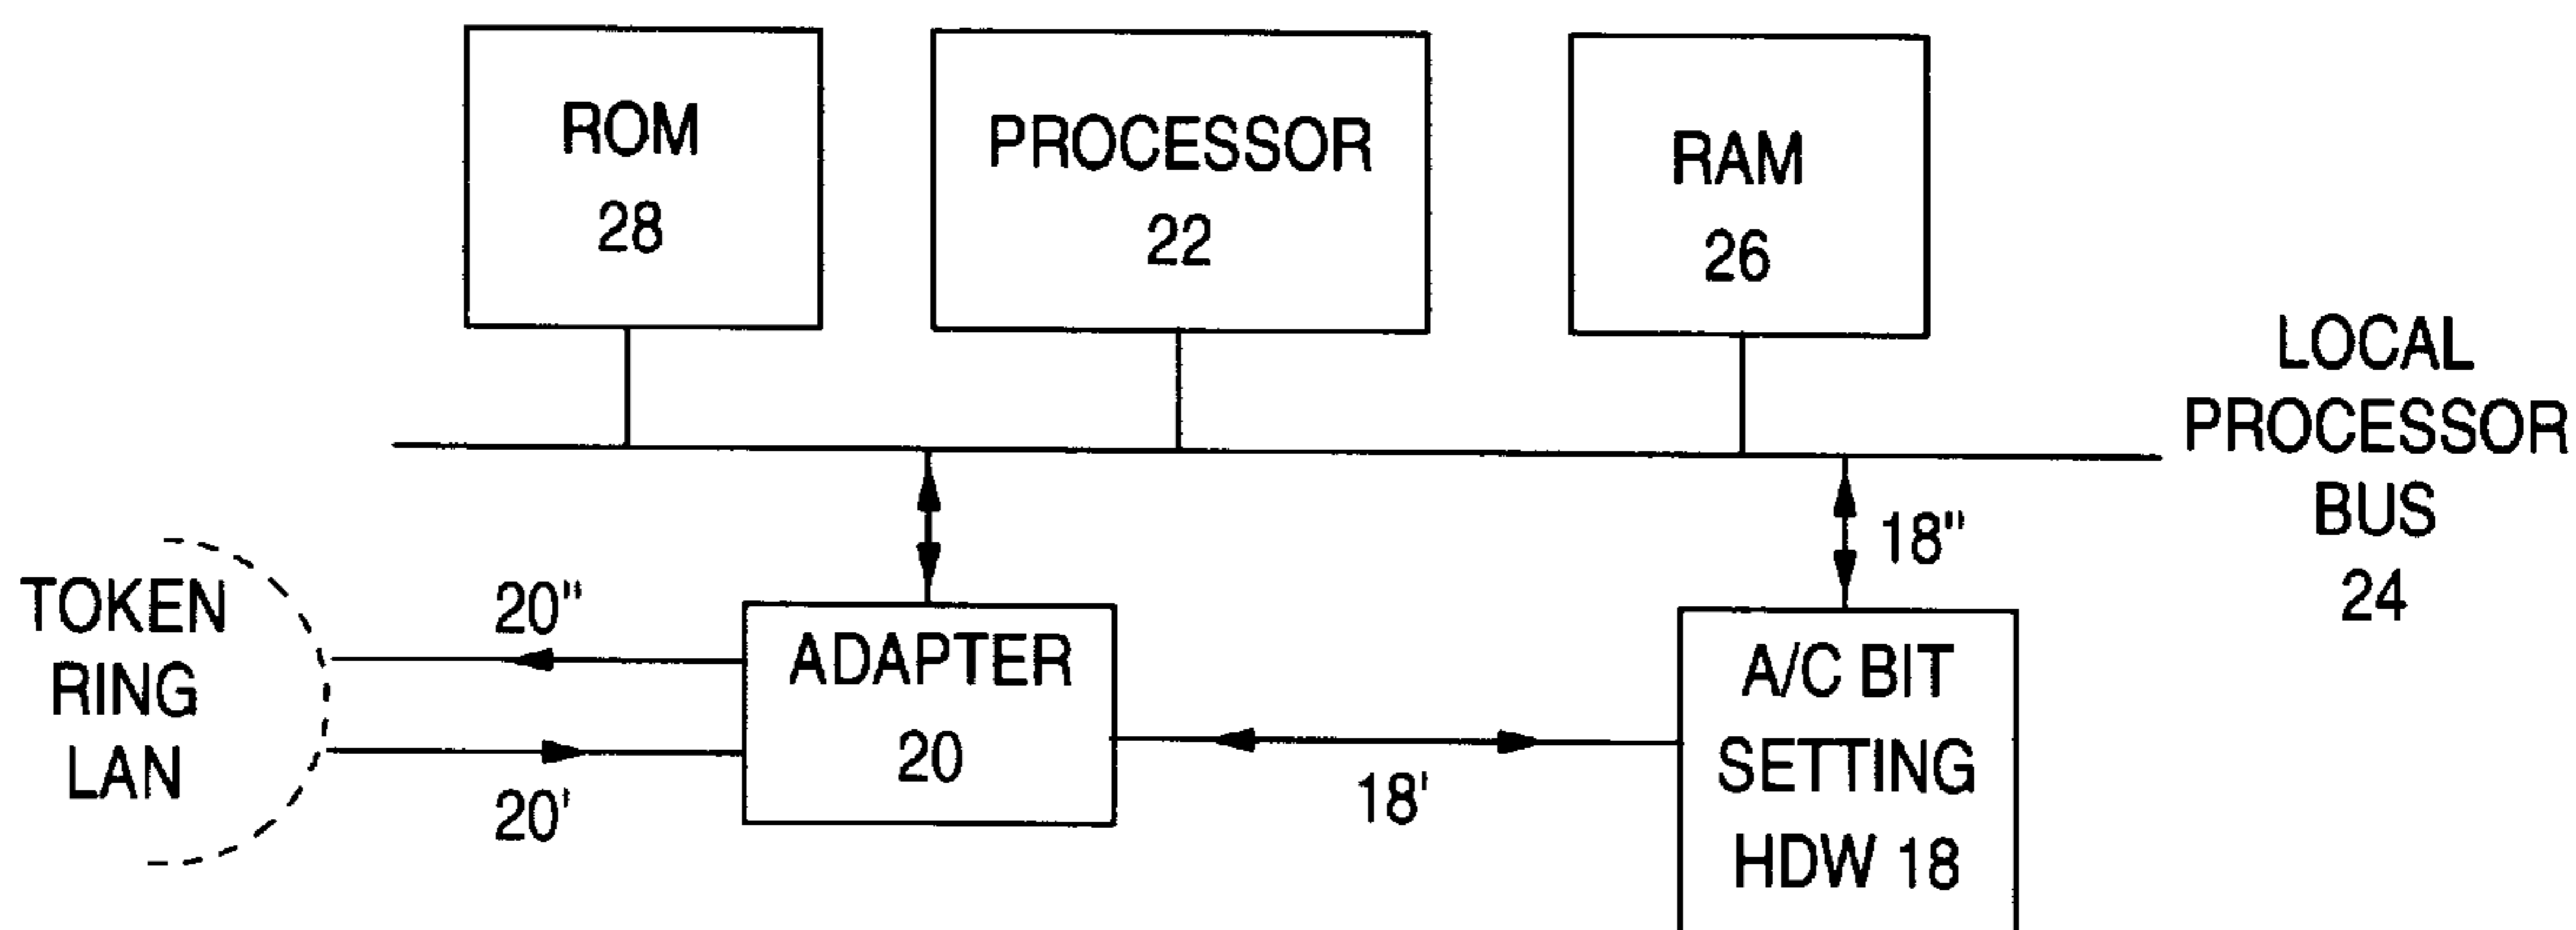 ROM
28
PROCESSOR
22
RAM
26
LOCAL
PROCESSOR
BUS
24
18"
TOKEN
RING
LAN
20"
20'
ADAPTER
20
18'
A/C BIT
SETTING
HDW 18